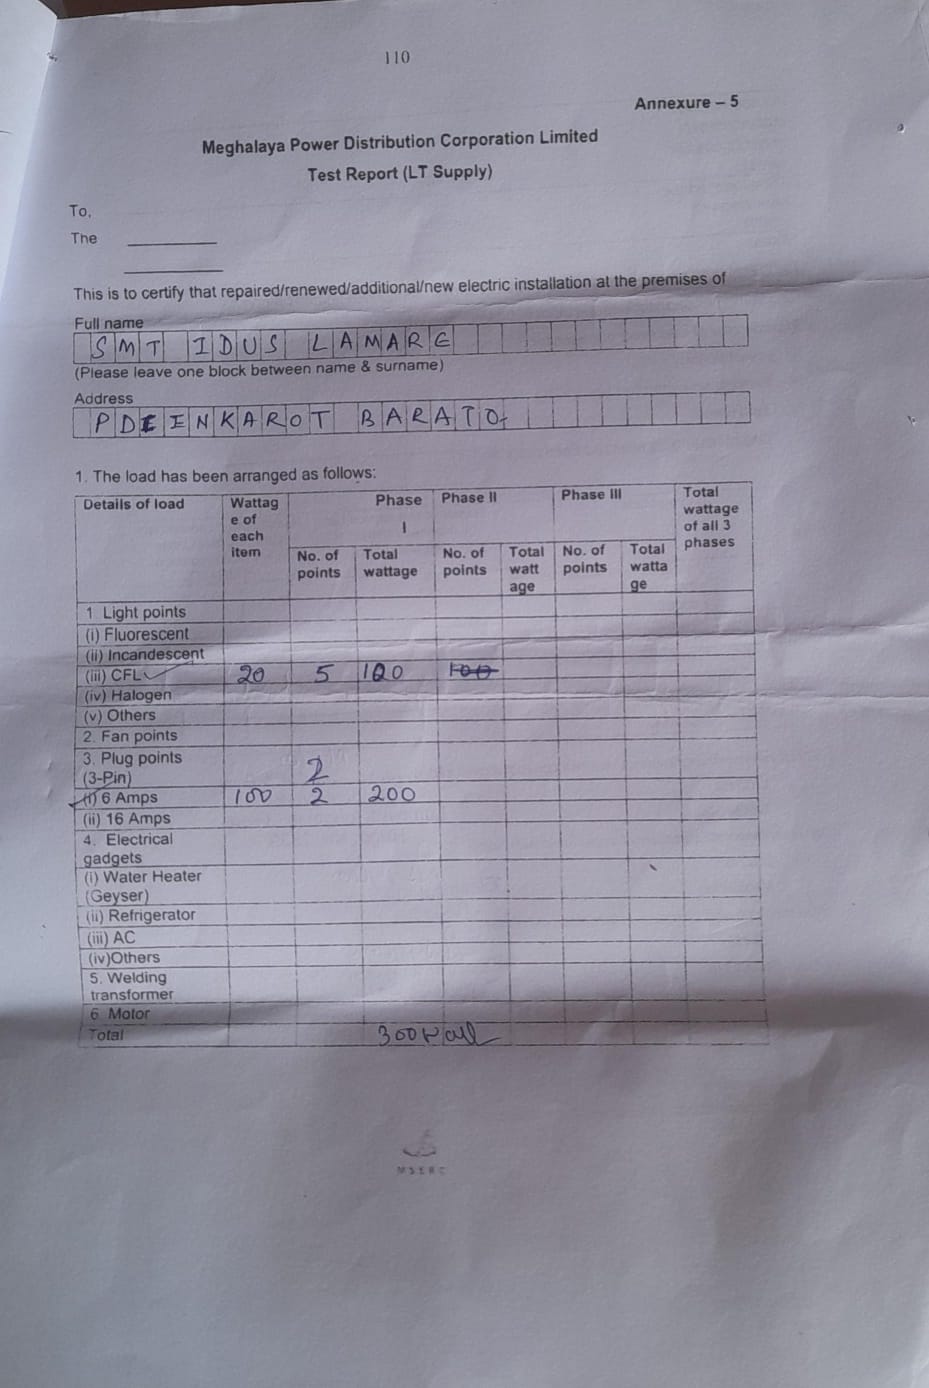 110
Annexure – 5
Meghalaya Power Distribution Corporation Limited
Test Report (LT Supply)
To,
The
This is to certify that repaired/renewed/additional/new electric installation at the premises of
Full name
SMT IDUS LAMARE
(Please leave one block between name & surname)
Address
PDEINKAROT BARATO
1. The load has been arranged as follows:
Details of load Wattag e of each item Phase I Phase II Phase III Total wattage of all 3 phases
No. of points Total wattage No. of points Total watt age No. of points Total watta ge
1 Light points
(i) Fluorescent
(ii) Incandescent
(iii) CFL 20 5 100 100
(iv) Halogen
(v) Others
2. Fan points
3. Plug points (3-Pin) 2
(i) 6 Amps 100 2 200
(ii) 16 Amps
4. Electrical gadgets
(i) Water Heater (Geyser)
(ii) Refrigerator
(iii) AC
(iv)Others
5. Welding transformer
6 Motor
Total 300
MSERC